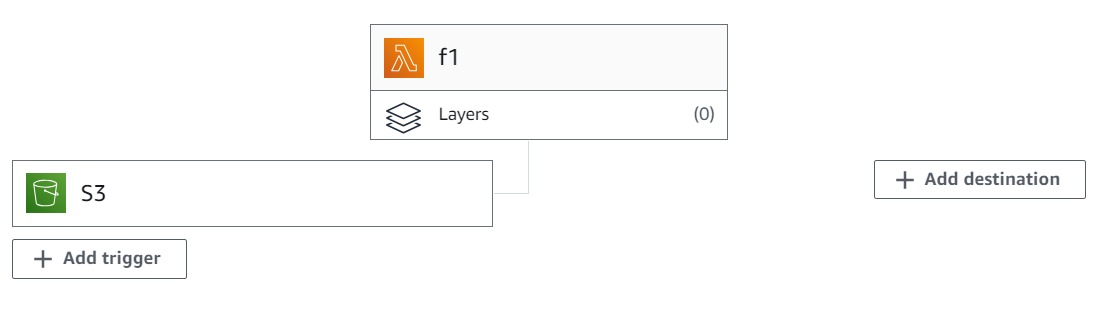 f1
Layers (0)
S3
+ Add destination
+ Add trigger